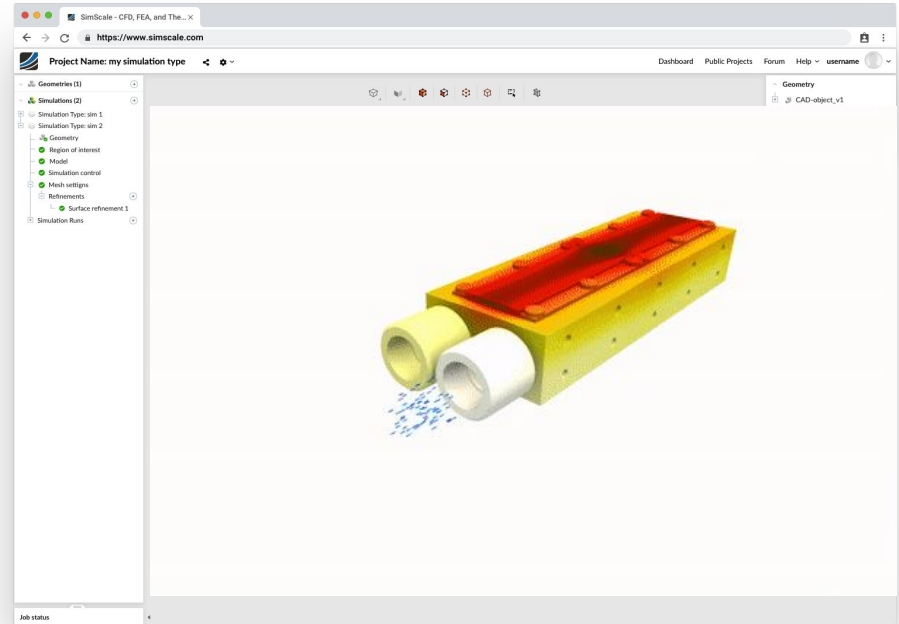 SimScale - CFD, FEA, and The...
https://www.simscale.com
Project Name: my simulation type
Dashboard Public Projects Forum Help username
Geometries (1)
Simulations (2)
Simulation Type: sim 1
Simulation Type: sim 2
Geometry
Region of interest
Model
Simulation control
Mesh settigns
Refinements
Surface refinement 1
Simulation Runs
Geometry
CAD-object_v1
Job status